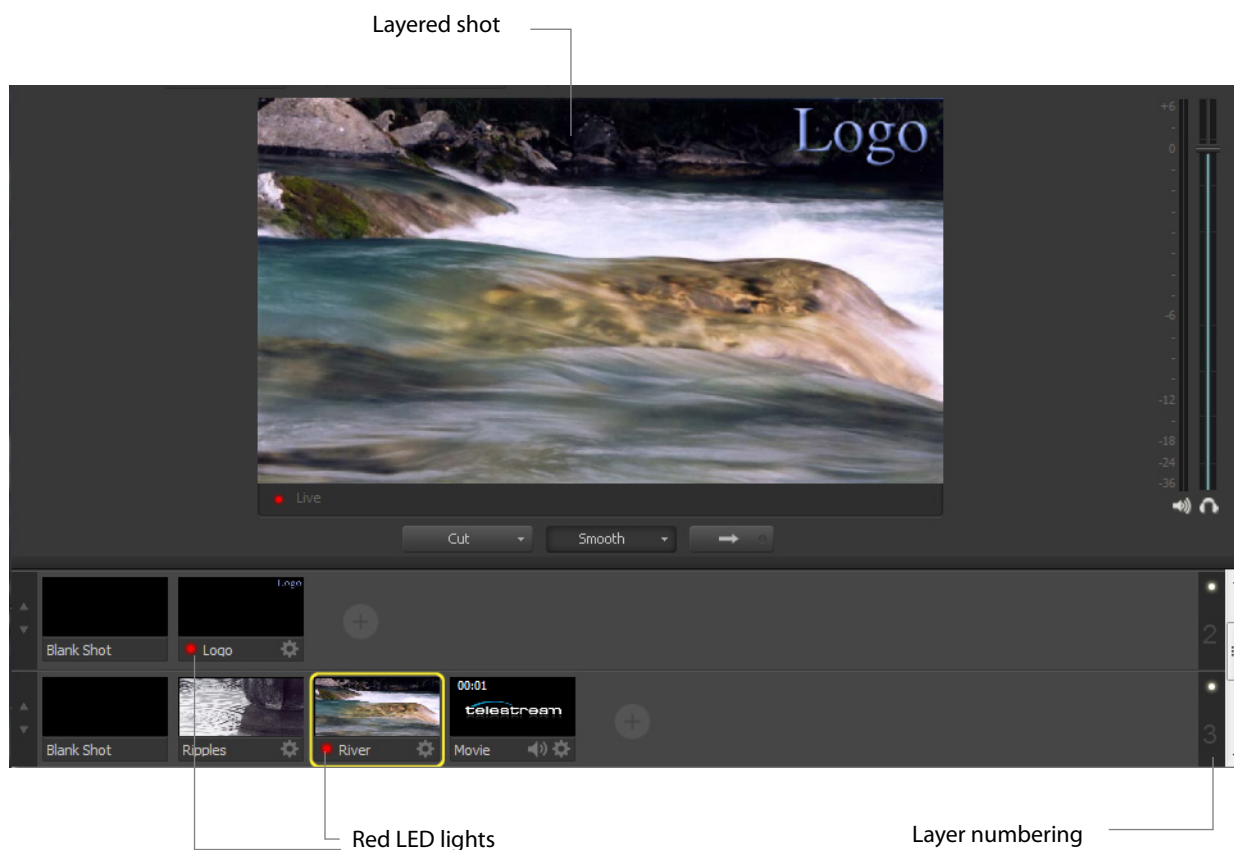 Layered shot
Logo
+6
0
-6
-12
-18
-24
-36
Live
Cut
Smooth
Logo
2
Blank Shot
Logo
00:01
telestream
3
Blank Shot
Ripples
River
Movie
Red LED lights
Layer numbering